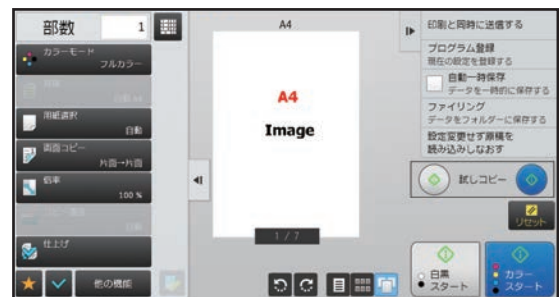 部数 1
カラーモード
フルカラー
用紙選択
自動
両面コピー
片面→片面
倍率
100 %
仕上げ
他の機能
A4
A4
Image
1 / 7
印刷と同時に送信する
プログラム登録
現在の設定を登録する
自動一時保存
データを一時的に保存する
ファイリング
データをフォルダーに保存する
設定変更せず原稿を
読み込みしなおす
試しコピー
リセット
白黒
スタート
カラー
スタート